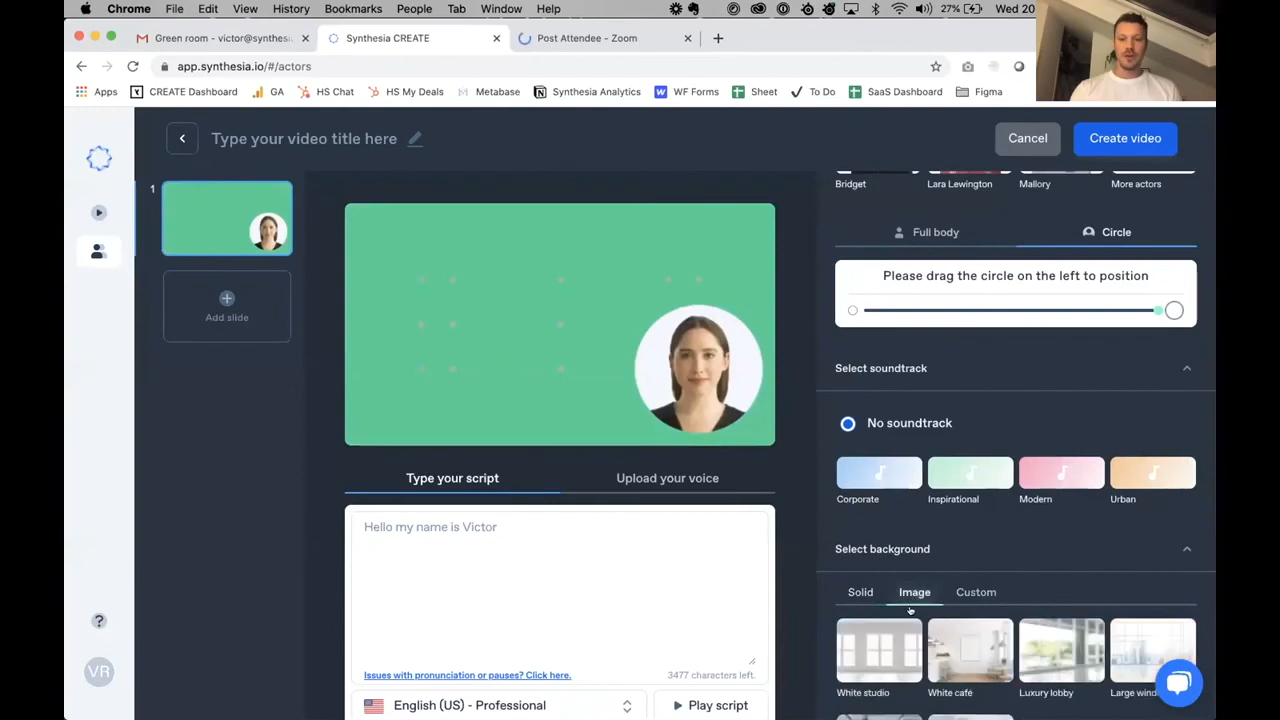 Chrome File Edit View History Bookmarks People Tab Window Help 27% Wed 20
Green room - victor@synthesi
Synthesia CREATE
Post Attendee - Zoom
app.synthesia.io/#/actors
Apps CREATE Dashboard GA HS Chat HS My Deals Metabase Synthesia Analytics WF Forms Sheet To Do SaaS Dashboard Figma
Type your video title here
Cancel
Create video
Bridget
Lara Lewington
Mallory
More actors
1
Add slide
Full body
Circle
Please drag the circle on the left to position
Select soundtrack
No soundtrack
Corporate
Inspirational
Modern
Urban
Type your script
Upload your voice
Hello my name is Victor
Issues with pronunciation or pauses? Click here.
3477 characters left.
English (US) - Professional
Play script
Select background
Solid
Image
Custom
White studio
White café
Luxury lobby
Large wind
?
VR